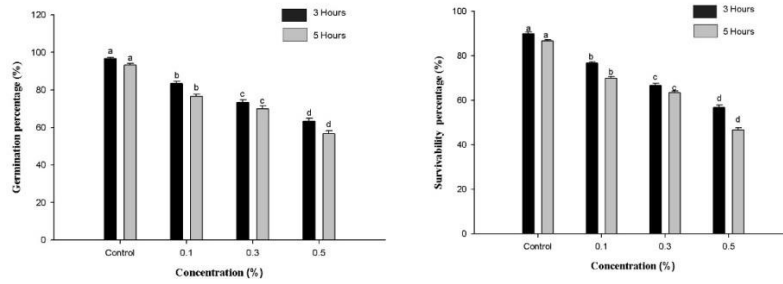 3 Hours
5 Hours
120
100
80
60
40
20
0
Germination percentage (%)
a a b b c c d d
Control 0.1 0.3 0.5
Concentration (%)
3 Hours
5 Hours
100
80
60
40
20
0
Survivability percentage (%)
a a b b c c d d
Control 0.1 0.3 0.5
Concentration (%)